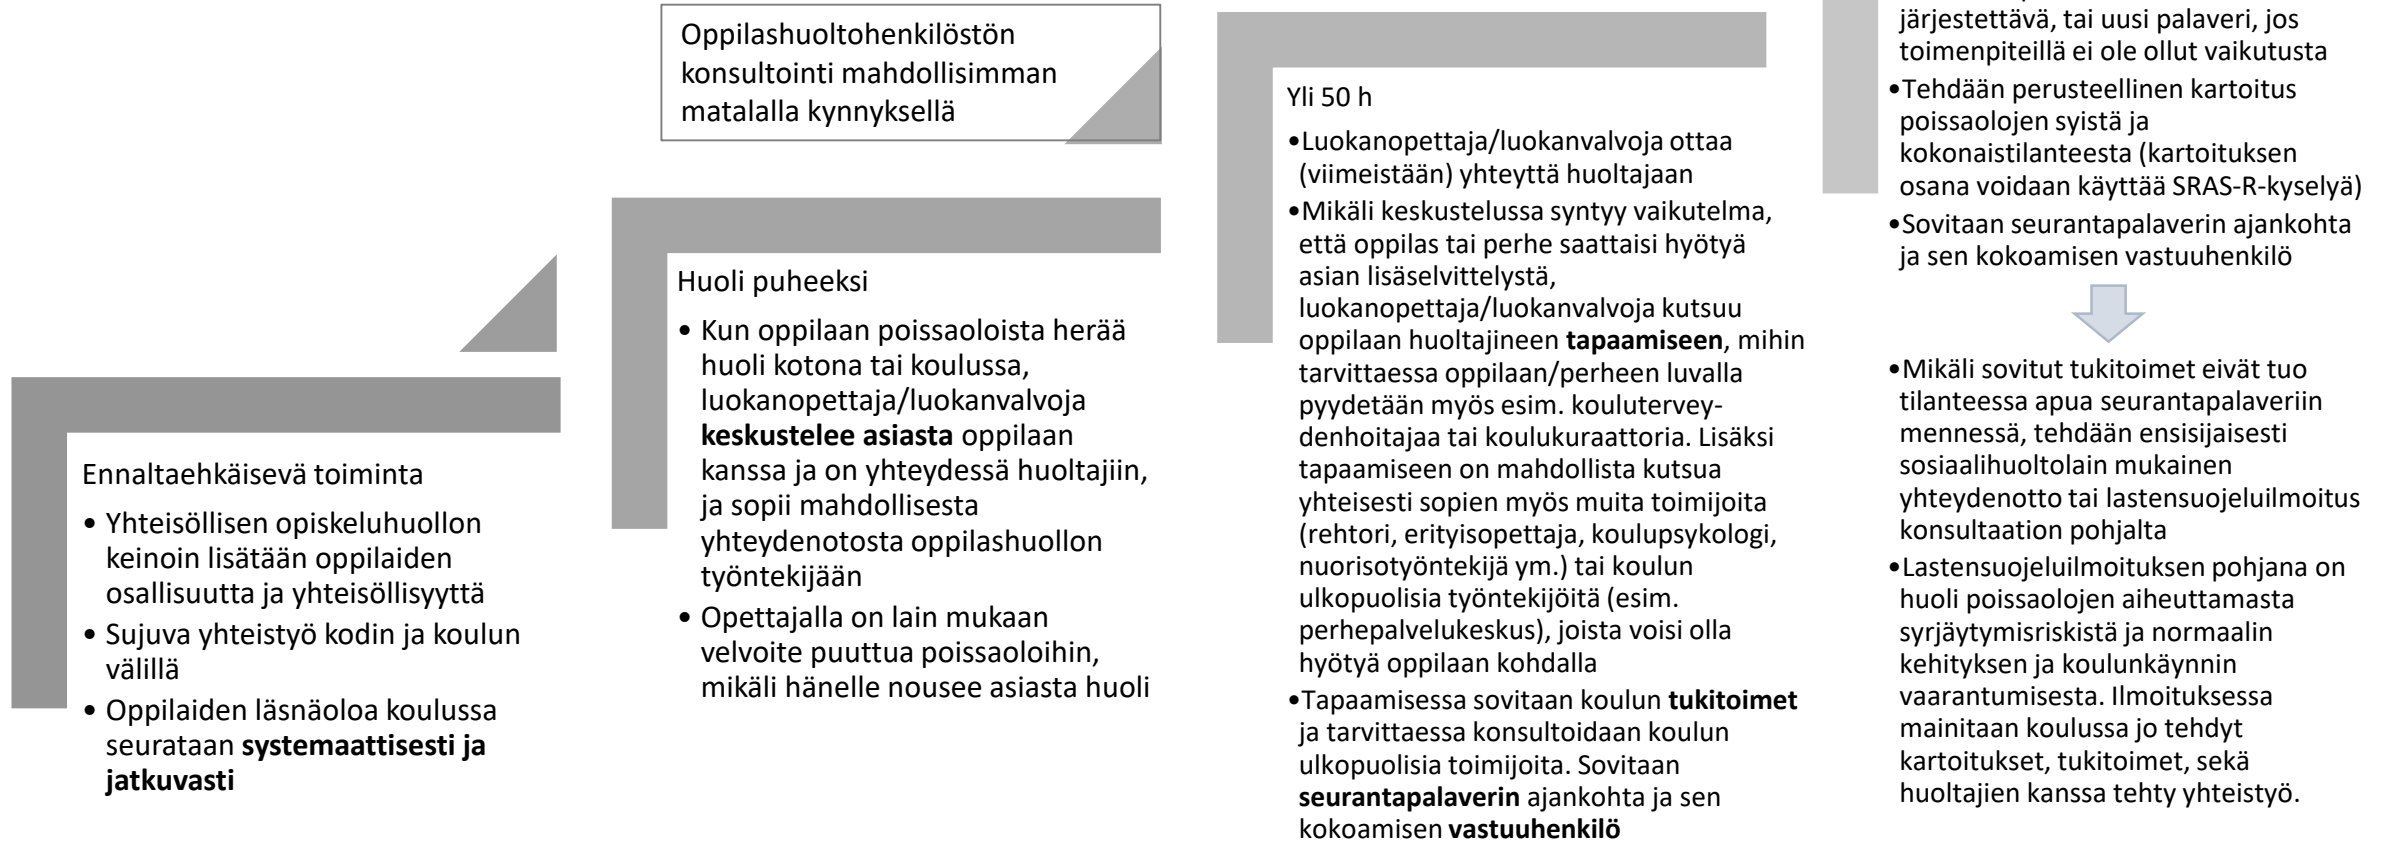 Oppilashuoltohenkilöstön
konsultointi mahdollisimman
matalalla kynnyksellä
Ennaltaehkäisevä toiminta
• Yhteisöllisen opiskeluhuollon
keinoin lisätään oppilaiden
osallisuutta ja yhteisöllisyyttä
• Sujuva yhteistyö kodin ja koulun
välillä
• Oppilaiden läsnäoloa koulussa
seurataan systemaattisesti ja
jatkuvasti
Huoli puheeksi
• Kun oppilaan poissaoloista herää
huoli kotona tai koulussa,
luokanopettaja/luokanvalvoja
keskustelee asiasta oppilaan
kanssa ja on yhteydessä huoltajiin,
ja sopii mahdollisesta
yhteydenotosta oppilashuollon
työntekijään
• Opettajalla on lain mukaan
velvoite puuttua poissaoloihin,
mikäli hänelle nousee asiasta huoli
Yli 50 h
•Luokanopettaja/luokanvalvoja ottaa
(viimeistään) yhteyttä huoltajaan
•Mikäli keskustelussa syntyy vaikutelma,
että oppilas tai perhe saattaisi hyötyä
asian lisäselvittelystä,
luokanopettaja/luokanvalvoja kutsuu
oppilaan huoltajineen tapaamiseen, mihin
tarvittaessa oppilaan/perheen luvalla
pyydetään myös esim. koulutervey-
denhoitajaa tai koulukuraattoria. Lisäksi
tapaamiseen on mahdollista kutsua
yhteisesti sopien myös muita toimijoita
(rehtori, erityisopettaja, koulupsykologi,
nuorisotyöntekijä ym.) tai koulun
ulkopuolisia työntekijöitä (esim.
perhepalvelukeskus), joista voisi olla
hyötyä oppilaan kohdalla
•Tapaamisessa sovitaan koulun tukitoimet
ja tarvittaessa konsultoidaan koulun
ulkopuolisia toimijoita. Sovitaan
seurantapalaverin ajankohta ja sen
kokoamisen vastuuhenkilö
järjestettävä, tai uusi palaveri, jos
toimenpiteillä ei ole ollut vaikutusta
•Tehdään perusteellinen kartoitus
poissaolojen syistä ja
kokonaistilanteesta (kartoituksen
osana voidaan käyttää SRAS-R-kyselyä)
•Sovitaan seurantapalaverin ajankohta
ja sen kokoamisen vastuuhenkilö
•Mikäli sovitut tukitoimet eivät tuo
tilanteessa apua seurantapalaveriin
mennessä, tehdään ensisijaisesti
sosiaalihuoltolain mukainen
yhteydenotto tai lastensuojeluilmoitus
konsultaation pohjalta
•Lastensuojeluilmoituksen pohjana on
huoli poissaolojen aiheuttamasta
syrjäytymisriskistä ja normaalin
kehityksen ja koulunkäynnin
vaarantumisesta. Ilmoituksessa
mainitaan koulussa jo tehdyt
kartoitukset, tukitoimet, sekä
huoltajien kanssa tehty yhteistyö.